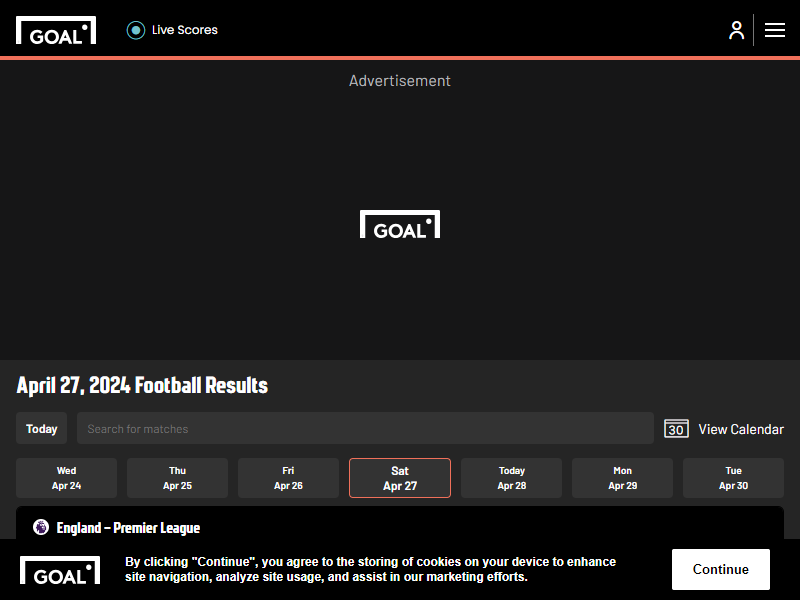 GOAL
Live Scores
Advertisement
GOAL
April 27, 2024 Football Results
Today
Search for matches
30
View Calendar
Wed
Apr 24
Thu
Apr 25
Fri
Apr 26
Sat
Apr 27
Today
Apr 28
Mon
Apr 29
Tue
Apr 30
England – Premier League
GOAL
By clicking "Continue", you agree to the storing of cookies on your device to enhance
site navigation, analyze site usage, and assist in our marketing efforts.
Continue